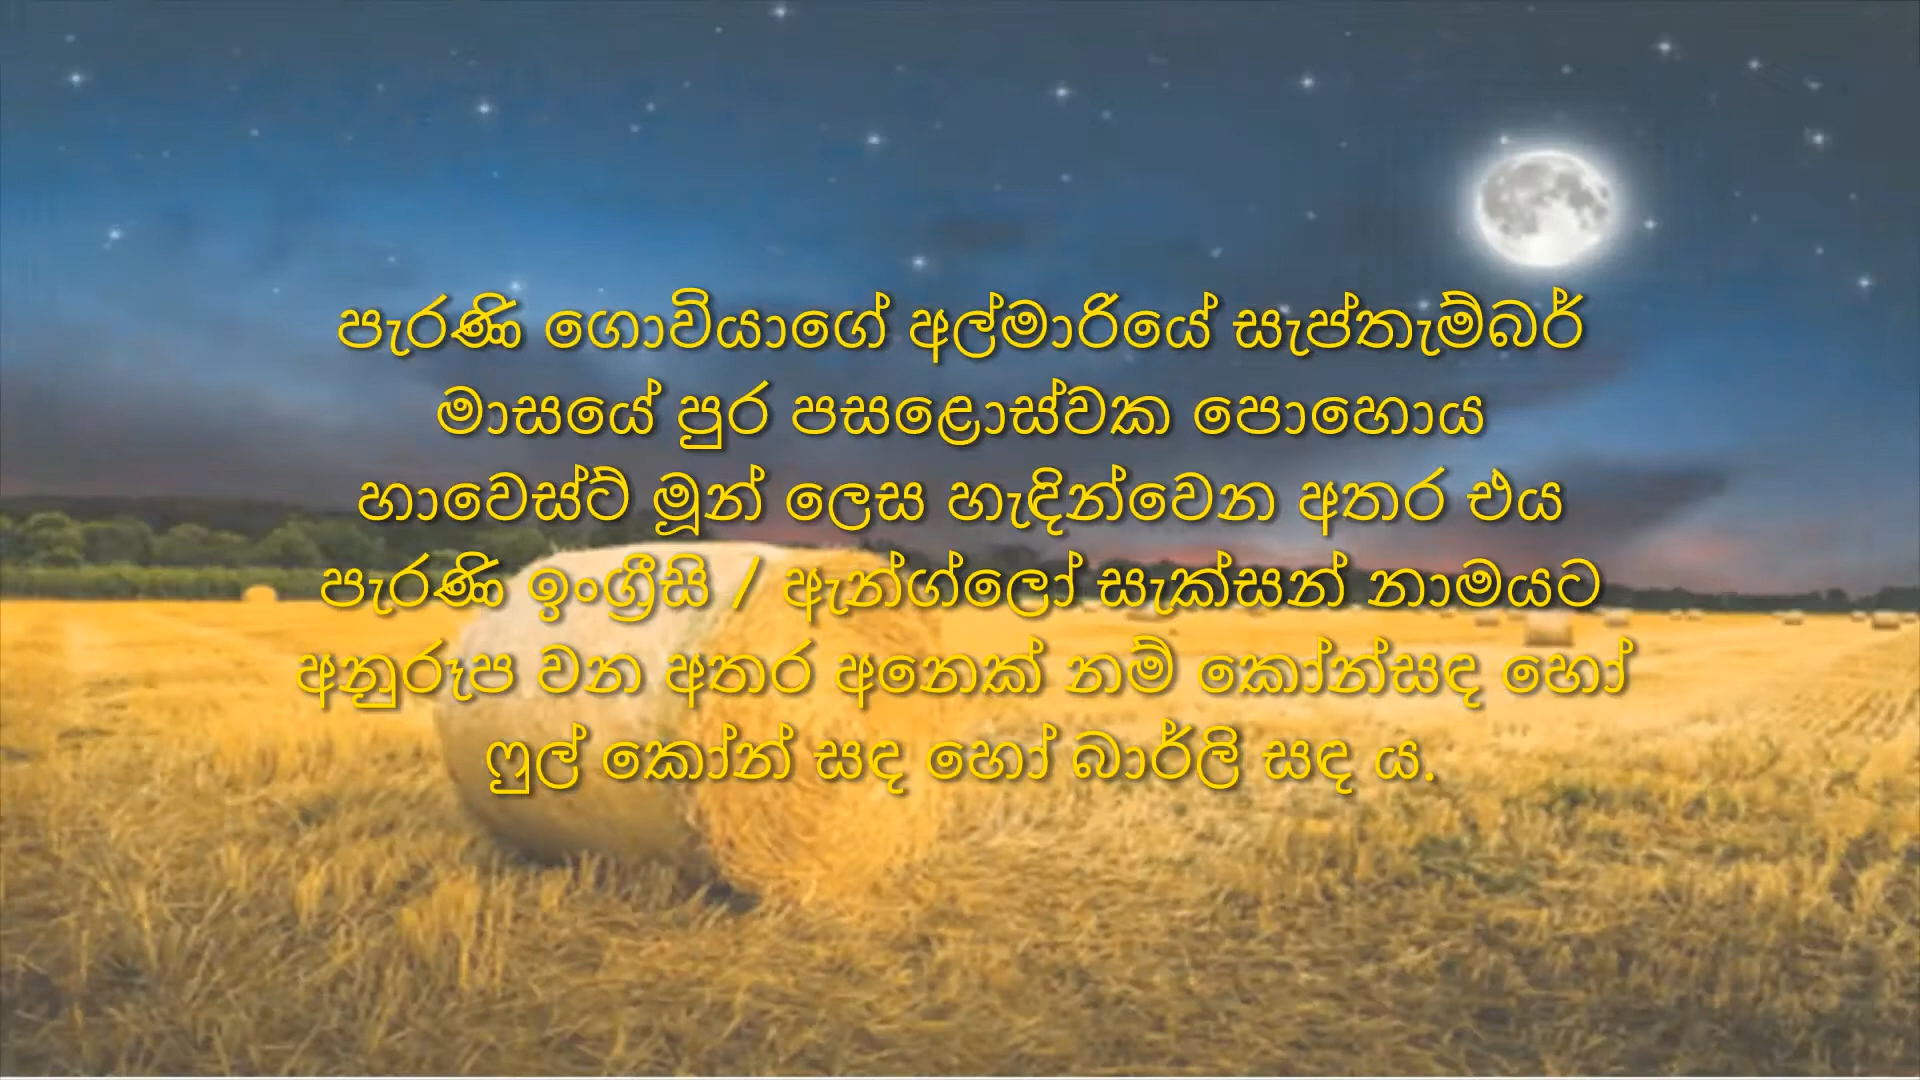 පැරණි ගොවියාගේ අල්මාරියේ සැප්තැම්බර්
මාසයේ පුර පසළොස්වක පොහොය
හාවෙස්ට් මූන් ලෙස හැඳින්වෙන අතර එය
පැරණි ඉංග්‍රීසි / ඇන්ග්ලෝ සැක්සන් නාමයට
අනුරූප වන අතර අනෙක් නම් කෝන්සඳ හෝ
ෆුල් කෝන් සඳ හෝ බාර්ලි සඳ ය.